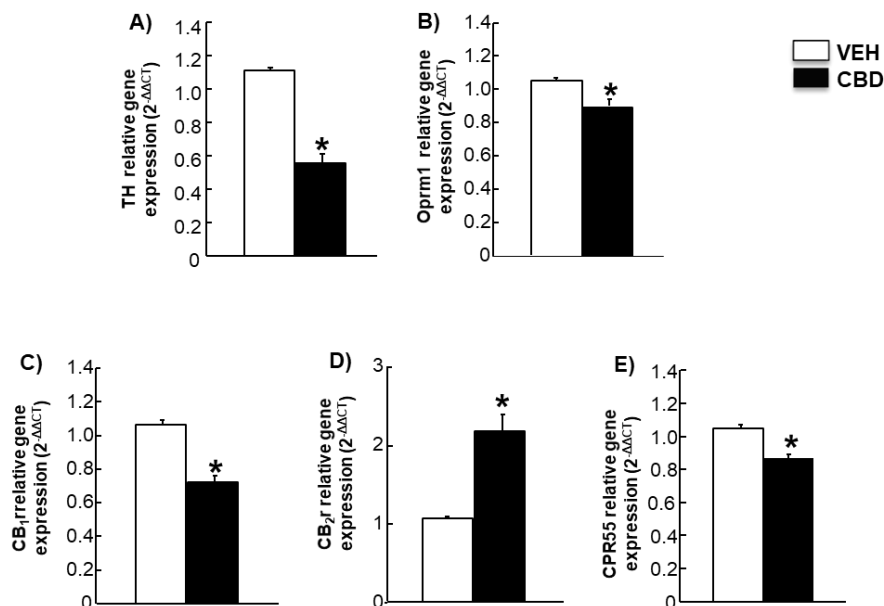 A)
TH relative gene
expression (2-ΔΔCT)
1.4
1.2
1.0
0.8
0.6
0.4
0.2
0
*
B)
Oprm1 relative gene
expression (2-ΔΔCT)
1.4
1.2
1.0
0.8
0.6
0.4
0.2
0
*
VEH
CBD
C)
CB1rrelative gene
expression (2-ΔΔCT)
1.4
1.2
1.0
0.8
0.6
0.4
0.2
0
*
D)
CB2r relative gene
expression (2-ΔΔCT)
3
2
1
0
*
E)
CPR55 relative gene
expression (2-ΔΔCT)
1.4
1.2
1.0
0.8
0.6
0.4
0.2
0
*